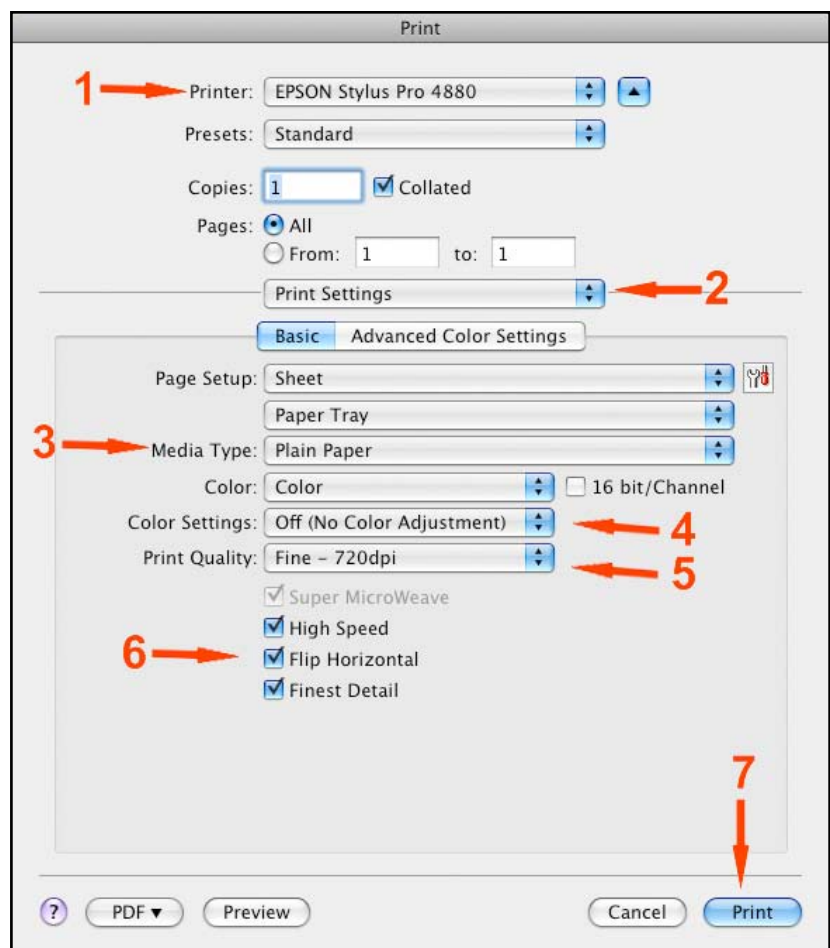 Print
1 Printer: EPSON Stylus Pro 4880
Presets: Standard
Copies: 1 Collated
Pages: All
From: 1 to: 1
Print Settings 2
Basic Advanced Color Settings
Page Setup: Sheet
Paper Tray
3 Media Type: Plain Paper
Color: Color 16 bit/Channel
Color Settings: Off (No Color Adjustment) 4
Print Quality: Fine – 720dpi 5
Super MicroWeave
High Speed
6 Flip Horizontal
Finest Detail
7
? PDF ▼ Preview Cancel Print